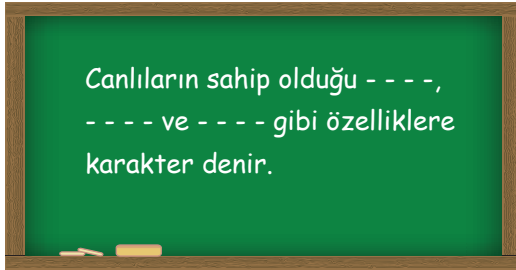 Canlıların sahip olduğu - - - -,
- - - - ve - - - - gibi özelliklere
karakter denir.